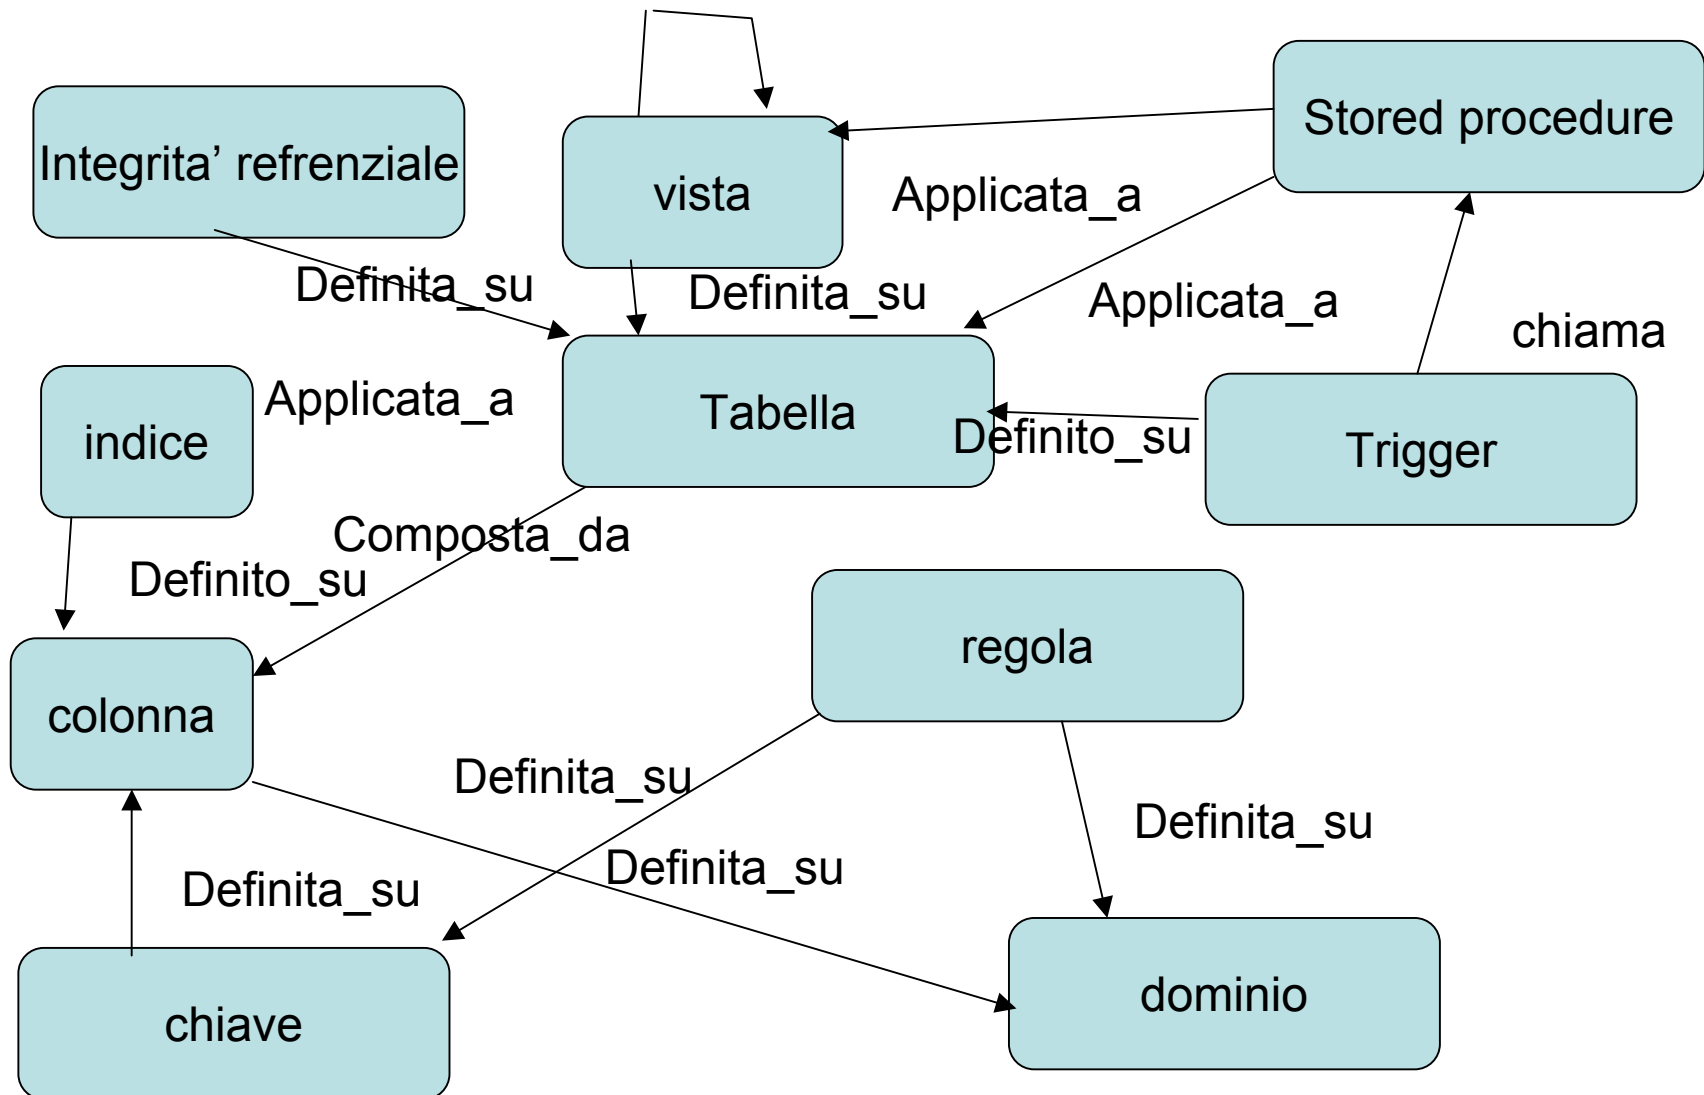 Stored procedure
Integrita’ refrenziale
vista
Applicata_a
Definita_su
Definita_su
Applicata_a
chiama
Applicata_a
Tabella
indice
Definito_su
Trigger
Composta_da
Definito_su
regola
colonna
Definita_su
Definita_su
Definita_su
Definita_su
dominio
chiave